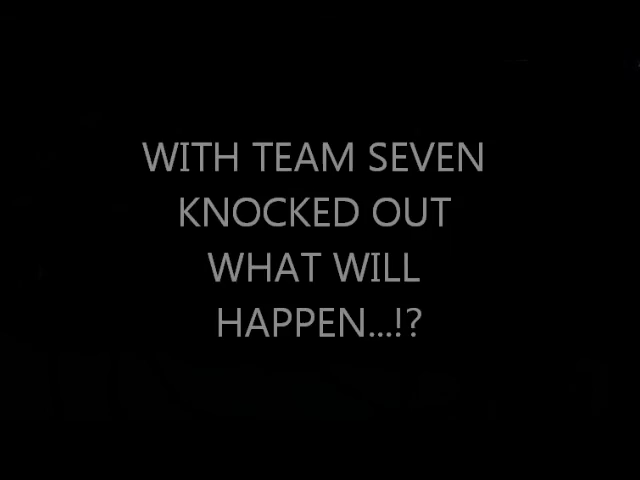 WITH TEAM SEVEN
KNOCKED OUT
WHAT WILL
HAPPEN...!?